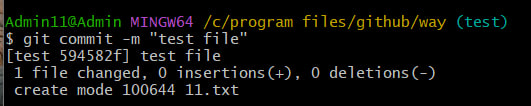 Admin11@Admin MINGW64 /c/program files/github/way (test)
$ git commit -m "test file"
[test 594582f] test file
 1 file changed, 0 insertions(+), 0 deletions(-)
 create mode 100644 11.txt